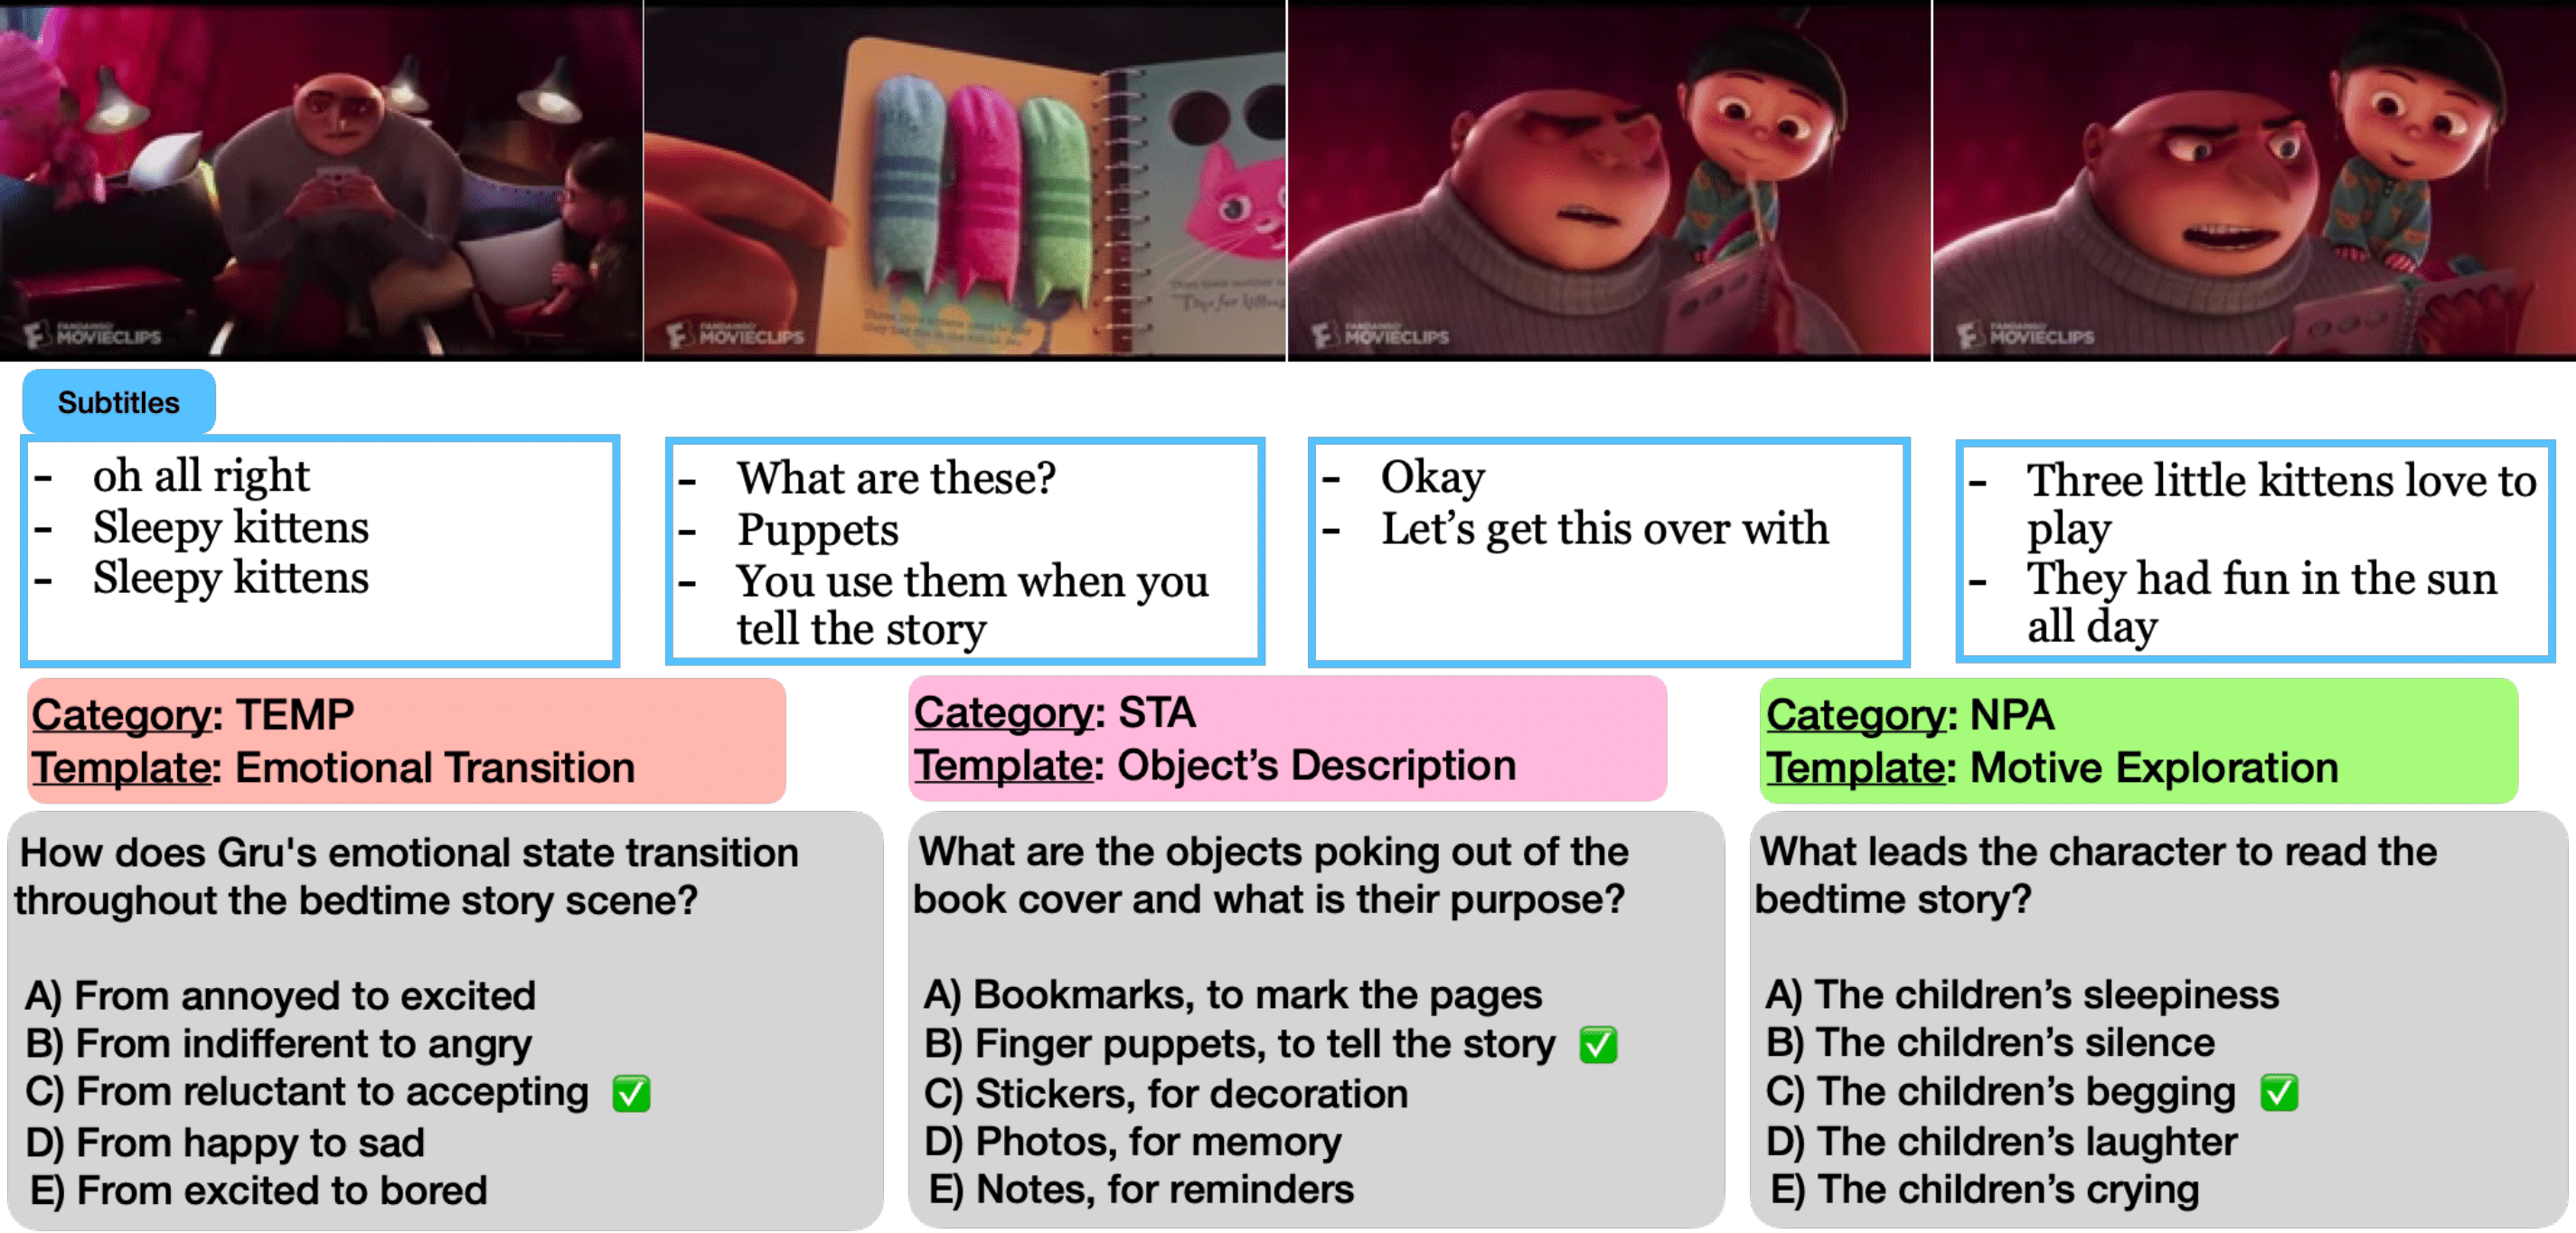 FANDANGO
MOVIECLIPS
FANDANGO
MOVIECLIPS
FANDANGO
MOVIECLIPS
FANDANGO
MOVIECLIPS
Subtitles
- oh all right
- Sleepy kittens
- Sleepy kittens
- What are these?
- Puppets
- You use them when you
tell the story
- Okay
- Let's get this over with
- Three little kittens love to
play
- They had fun in the sun
all day
Category: TEMP
Template: Emotional Transition
How does Gru's emotional state transition
throughout the bedtime story scene?
A) From annoyed to excited
B) From indifferent to angry
C) From reluctant to accepting ✅
D) From happy to sad
E) From excited to bored
Category: STA
Template: Object's Description
What are the objects poking out of the
book cover and what is their purpose?
A) Bookmarks, to mark the pages
B) Finger puppets, to tell the story ✅
C) Stickers, for decoration
D) Photos, for memory
E) Notes, for reminders
Category: NPA
Template: Motive Exploration
What leads the character to read the
bedtime story?
A) The children's sleepiness
B) The children's silence
C) The children's begging ✅
D) The children's laughter
E) The children's crying